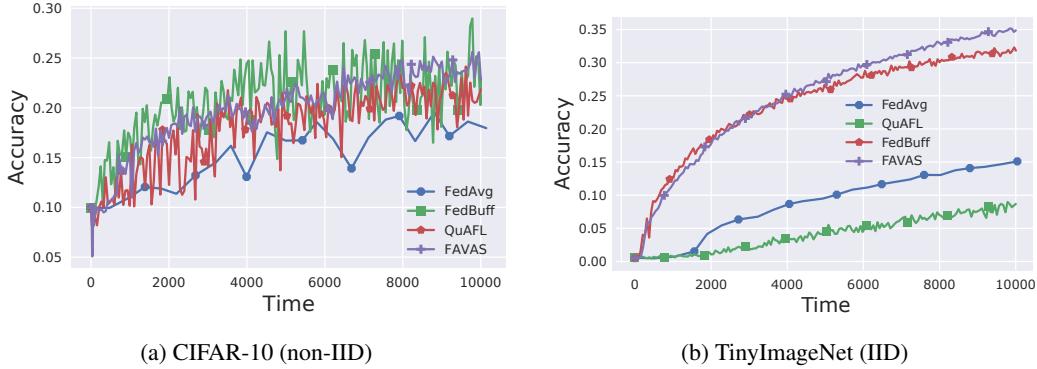 0.30
0.25
0.20
0.15
0.10
0.05
Accuracy
0 2000 4000 6000 8000 10000
Time
FedAvg
FedBuff
QuAFL
FAVAS
(a) CIFAR-10 (non-IID)
0.35
0.30
0.25
0.20
0.15
0.10
0.05
0.00
Accuracy
0 2000 4000 6000 8000 10000
Time
FedAvg
QuAFL
FedBuff
FAVAS
(b) TinyImageNet (IID)